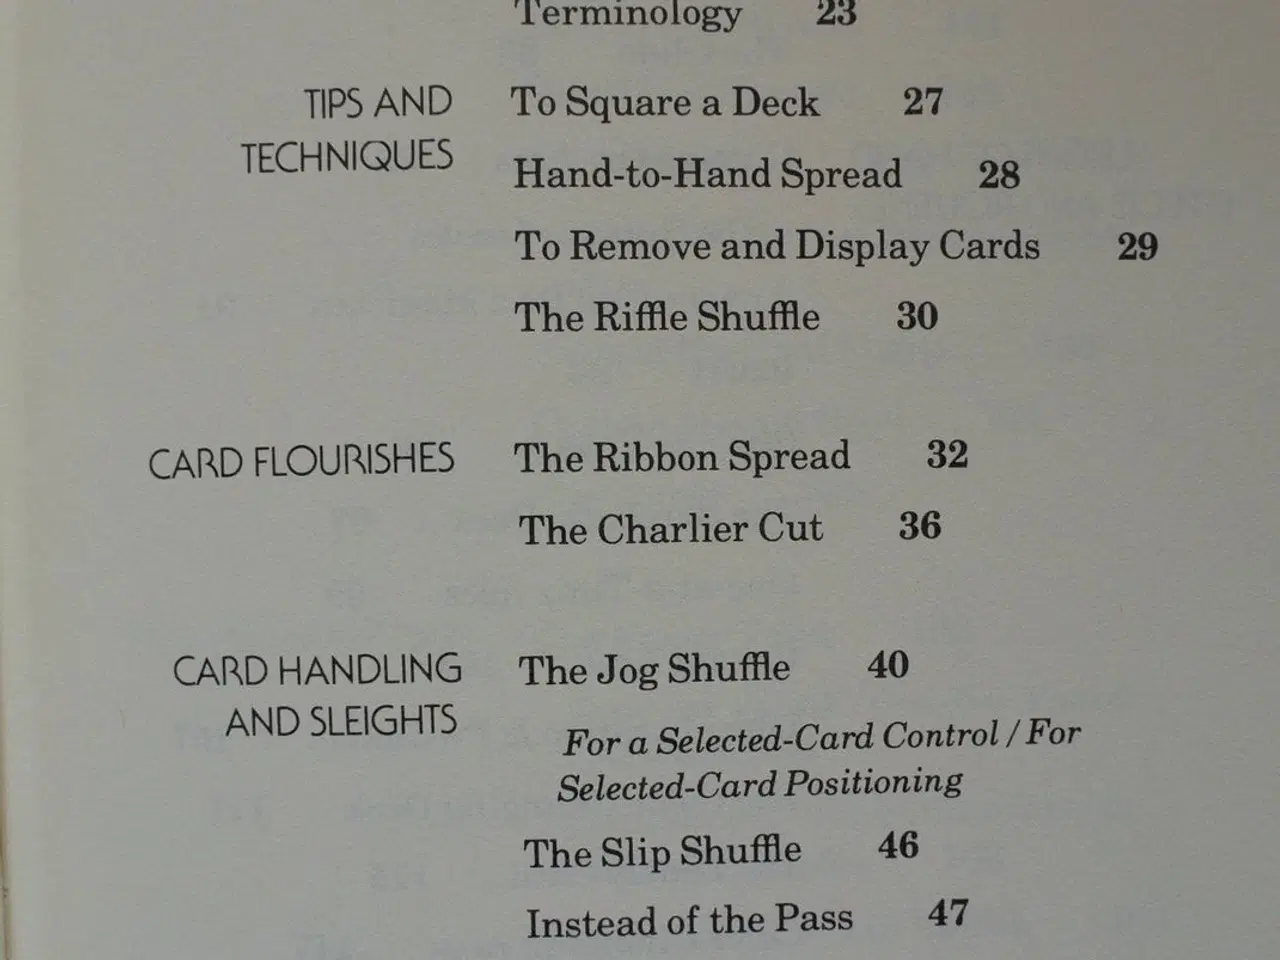 Terminology 23
TIPS AND To Square a Deck 27
TECHNIQUES
Hand-to-Hand Spread 28
To Remove and Display Cards 29
The Riffle Shuffle 30
CARD FLOURISHES The Ribbon Spread 32
The Charlier Cut 36
CARD HANDLING The Jog Shuffle 40
AND SLEIGHTS
For a Selected-Card Control / For
Selected-Card Positioning
The Slip Shuffle 46
Instead of the Pass 47